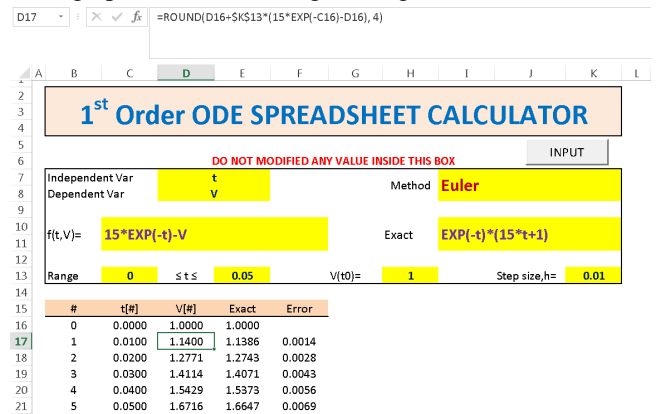 D17 fx =ROUND(D16+$K$13*(15*EXP(-C16)-D16), 4)
A B C D E F G H I J K L
2
3 1st Order ODE SPREADSHEET CALCULATOR
4
5 INPUT
6 DO NOT MODIFIED ANY VALUE INSIDE THIS BOX
7 Independent Var t Method Euler
8 Dependent Var V
9
10
f(t,V)= 15*EXP(-t)-V Exact EXP(-t)*(15*t+1)
11
12
13 Range 0 ≤ t ≤ 0.05 V(t0)= 1 Step size,h= 0.01
14
15 # t[#] V[#] Exact Error
16 0 0.0000 1.0000 1.0000
17 1 0.0100 1.1400 1.1386 0.0014
18 2 0.0200 1.2771 1.2743 0.0028
19 3 0.0300 1.4114 1.4071 0.0043
20 4 0.0400 1.5429 1.5373 0.0056
21 5 0.0500 1.6716 1.6647 0.0069